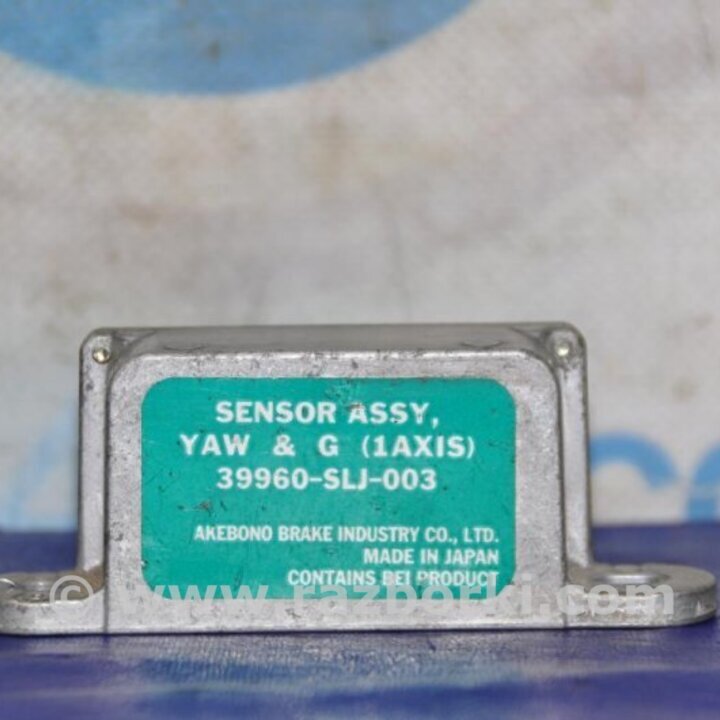 SENSOR ASSY,
YAW & G (1AXIS)
39960-SLJ-003
AKEBONO BRAKE INDUSTRY CO., LTD.
MADE IN JAPAN
CONTAINS BEI PRODUCT
© www.razborki.com